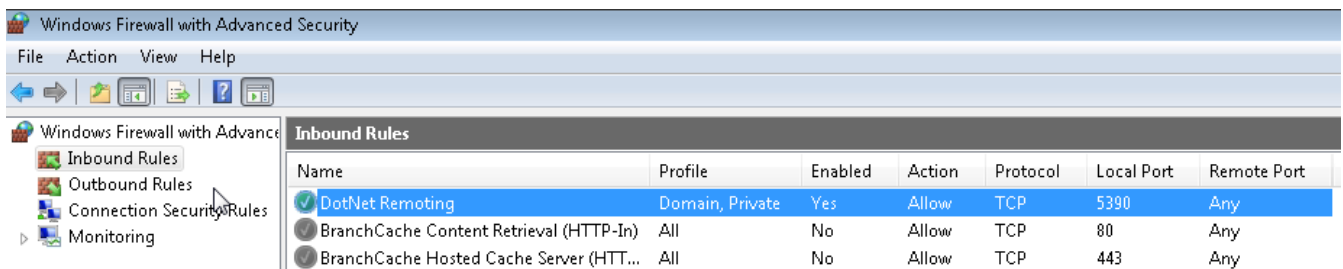 Windows Firewall with Advanced Security
File Action View Help
Windows Firewall with Advance
Inbound Rules
Outbound Rules
Connection Security Rules
Monitoring
Inbound Rules
Name Profile Enabled Action Protocol Local Port Remote Port
DotNet Remoting Domain, Private Yes Allow TCP 5390 Any
BranchCache Content Retrieval (HTTP-In) All No Allow TCP 80 Any
BranchCache Hosted Cache Server (HTT... All No Allow TCP 443 Any